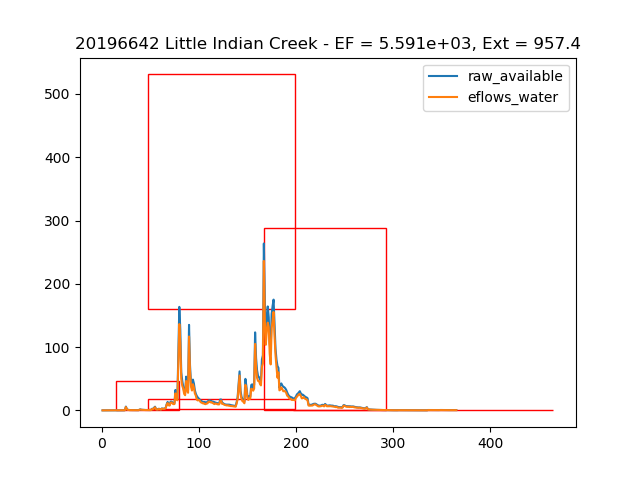 20196642 Little Indian Creek - EF = 5.591e+03, Ext = 957.4
raw_available
eflows_water
500
400
300
200
100
0
0 100 200 300 400